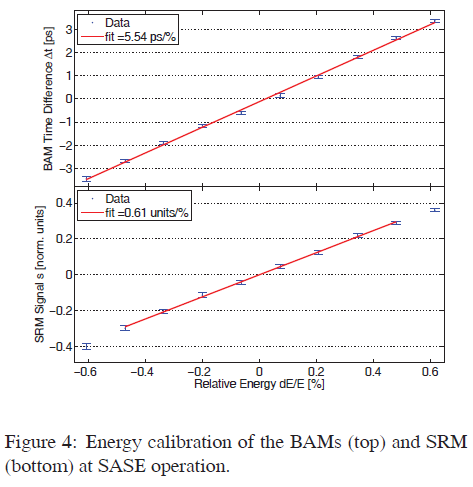 Data
fit =5.54 ps/%
BAM Time Difference Δt [ps]
3
2
1
0
−1
−2
−3
Data
fit =0.61 units/%
SRM Signal s [norm. units]
0.4
0.2
0
−0.2
−0.4
−0.6 −0.4 −0.2 0 0.2 0.4 0.6
Relative Energy dE/E [%]
Figure 4: Energy calibration of the BAMs (top) and SRM
(bottom) at SASE operation.